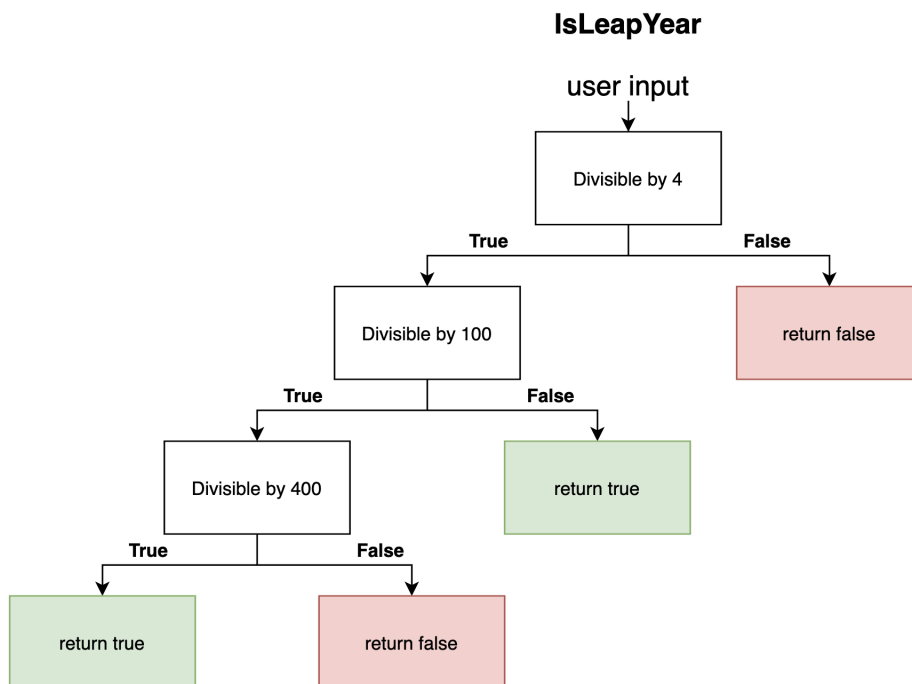 IsLeapYear
user input
Divisible by 4
True
False
Divisible by 100
return false
True
False
Divisible by 400
return true
True
False
return true
return false